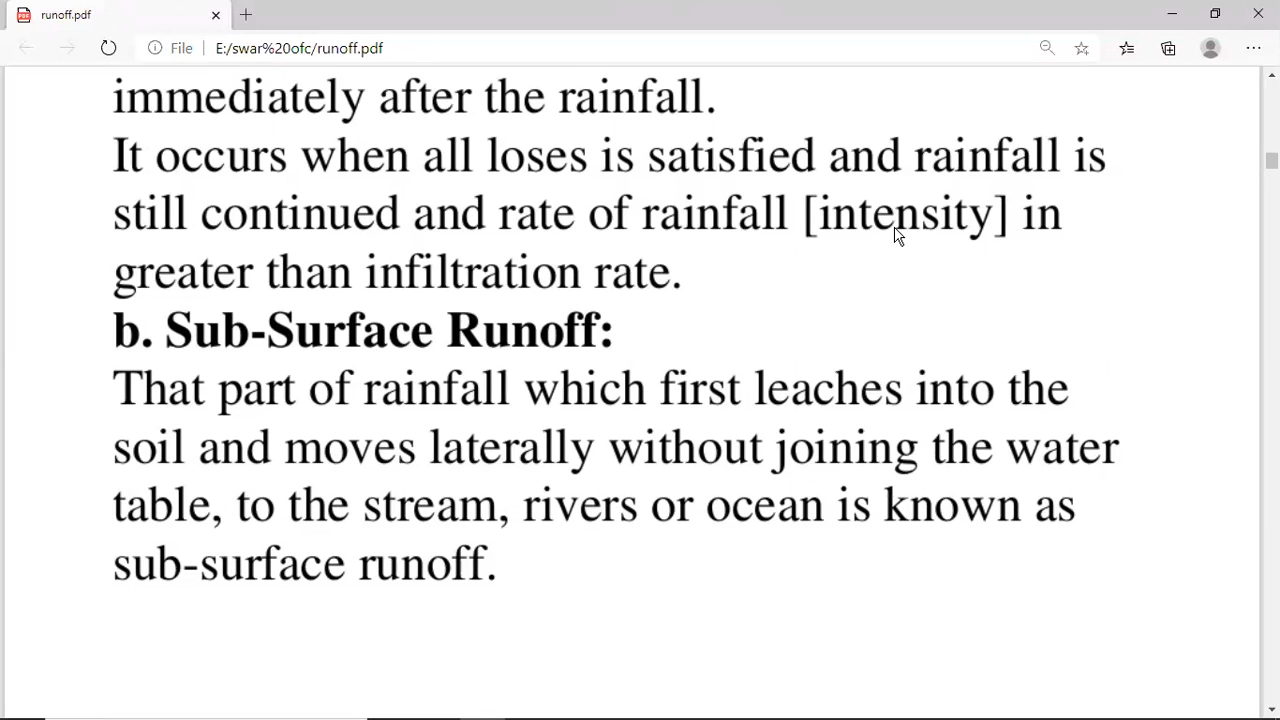 runoff.pdf
File
E:/swar%20ofc/runoff.pdf
immediately after the rainfall.
It occurs when all loses is satisfied and rainfall is
still continued and rate of rainfall [intensity] in
greater than infiltration rate.
b. Sub-Surface Runoff:
That part of rainfall which first leaches into the
soil and moves laterally without joining the water
table, to the stream, rivers or ocean is known as
sub-surface runoff.